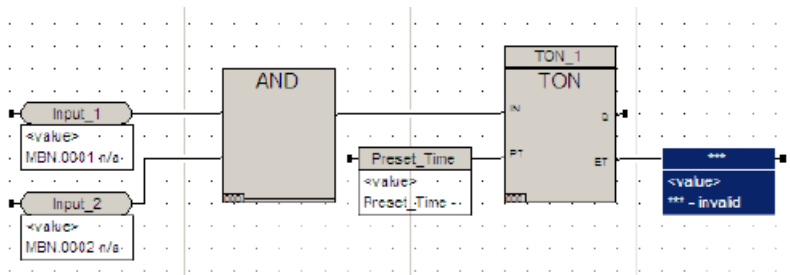 TON_1
AND
TON
Input_1
IN
Q
<value>
MBN.0001 n/a
Preset_Time
PT
ET
***
<value>
Preset_Time -
<value>
*** - invalid
Input_2
<value>
MBN.0002 n/a